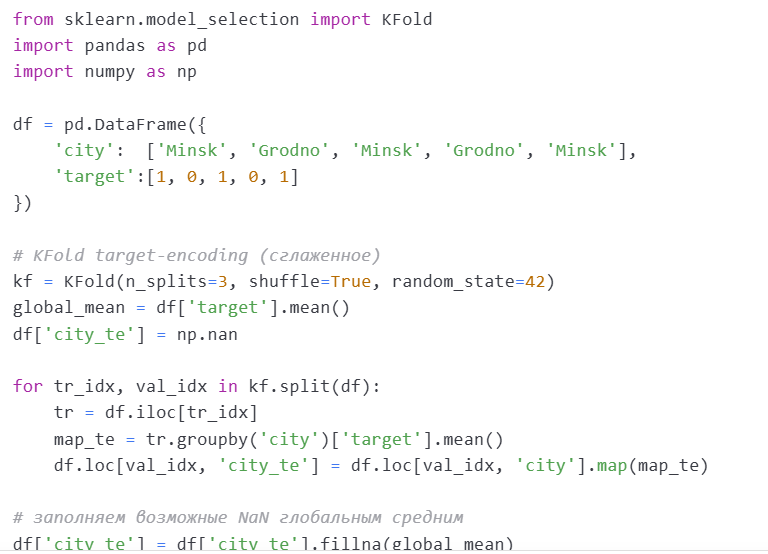 from sklearn.model_selection import KFold
import pandas as pd
import numpy as np

df = pd.DataFrame({
    'city':  ['Minsk', 'Grodno', 'Minsk', 'Grodno', 'Minsk'],
    'target':[1, 0, 1, 0, 1]
})

# KFold target-encoding (сглаженное)
kf = KFold(n_splits=3, shuffle=True, random_state=42)
global_mean = df['target'].mean()
df['city_te'] = np.nan

for tr_idx, val_idx in kf.split(df):
    tr = df.iloc[tr_idx]
    map_te = tr.groupby('city')['target'].mean()
    df.loc[val_idx, 'city_te'] = df.loc[val_idx, 'city'].map(map_te)

# заполняем возможные NaN глобальным средним
df['city_te'] = df['city_te'].fillna(global_mean)